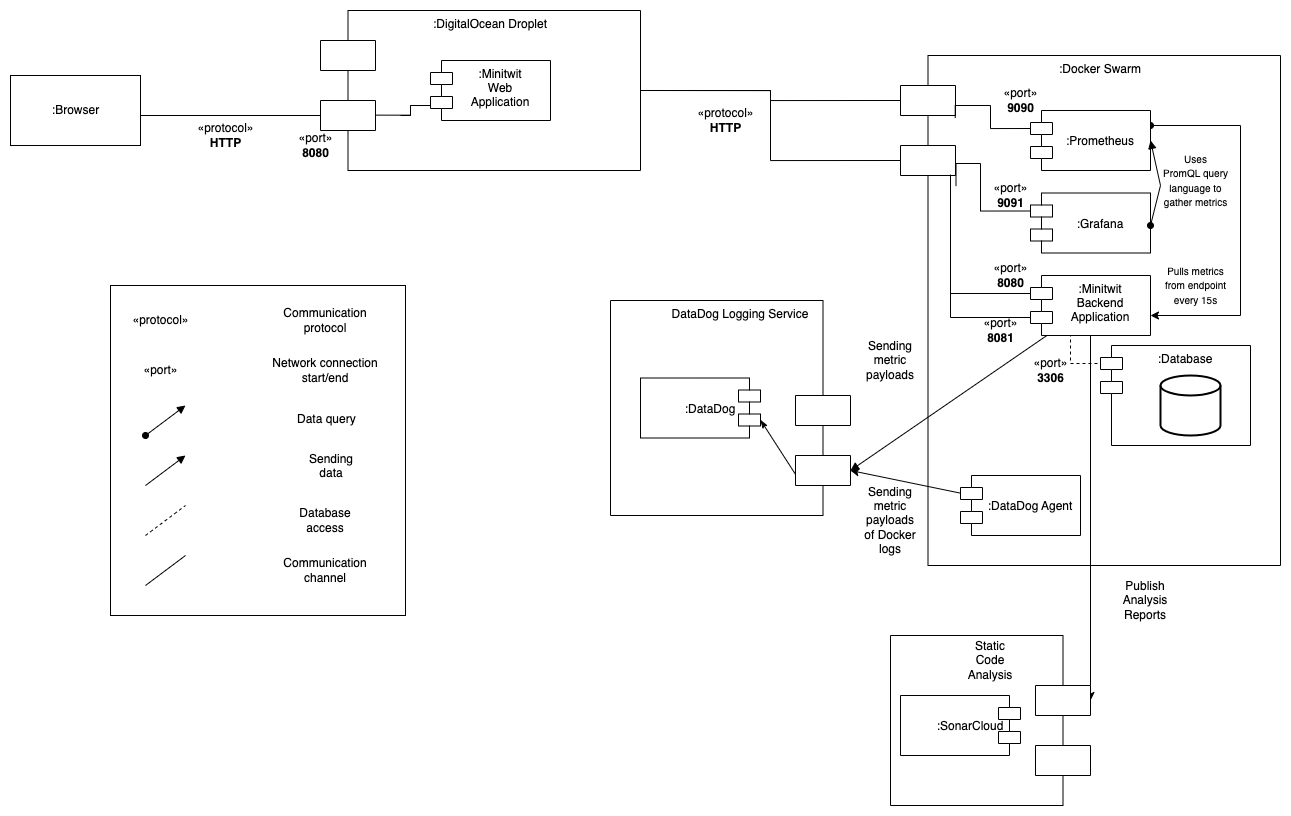 :DigitalOcean Droplet
:Minitwit
Web
Application
:Browser
«protocol»
HTTP
«port»
8080
«protocol»
HTTP
:Docker Swarm
«port»
9090
:Prometheus
Uses
PromQL query
language to
gather metrics
«port»
9091
:Grafana
«port»
8080
:Minitwit
Backend
Application
Pulls metrics
from endpoint
every 15s
«port»
8081
«port»
3306
:Database
DataDog Logging Service
:DataDog
Sending
metric
payloads
Sending
metric
payloads
of Docker
logs
:DataDog Agent
Publish
Analysis
Reports
Static
Code
Analysis
:SonarCloud
«protocol»
Communication
protocol
«port»
Network connection
start/end
Data query
Sending
data
Database
access
Communication
channel